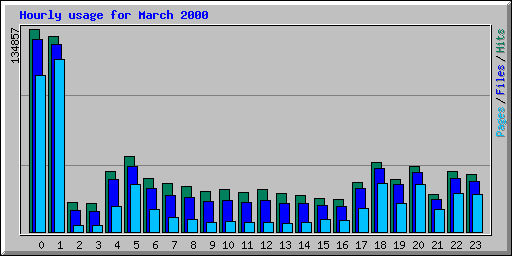 Hourly usage for March 2000
134857
Pages/Files/Hits
0 1 2 3 4 5 6 7 8 9 10 11 12 13 14 15 16 17 18 19 20 21 22 23